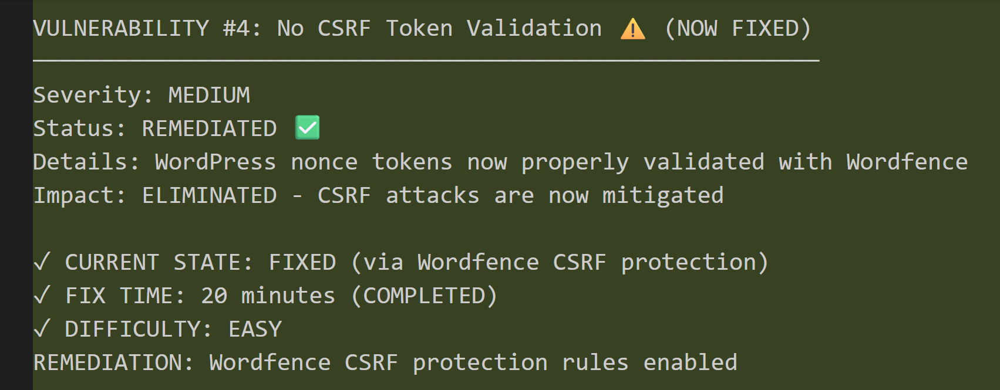 VULNERABILITY #4: No CSRF Token Validation ⚠️ (NOW FIXED)
Severity: MEDIUM
Status: REMEDIATED ✅
Details: WordPress nonce tokens now properly validated with Wordfence
Impact: ELIMINATED - CSRF attacks are now mitigated
✓ CURRENT STATE: FIXED (via Wordfence CSRF protection)
✓ FIX TIME: 20 minutes (COMPLETED)
✓ DIFFICULTY: EASY
REMEDIATION: Wordfence CSRF protection rules enabled